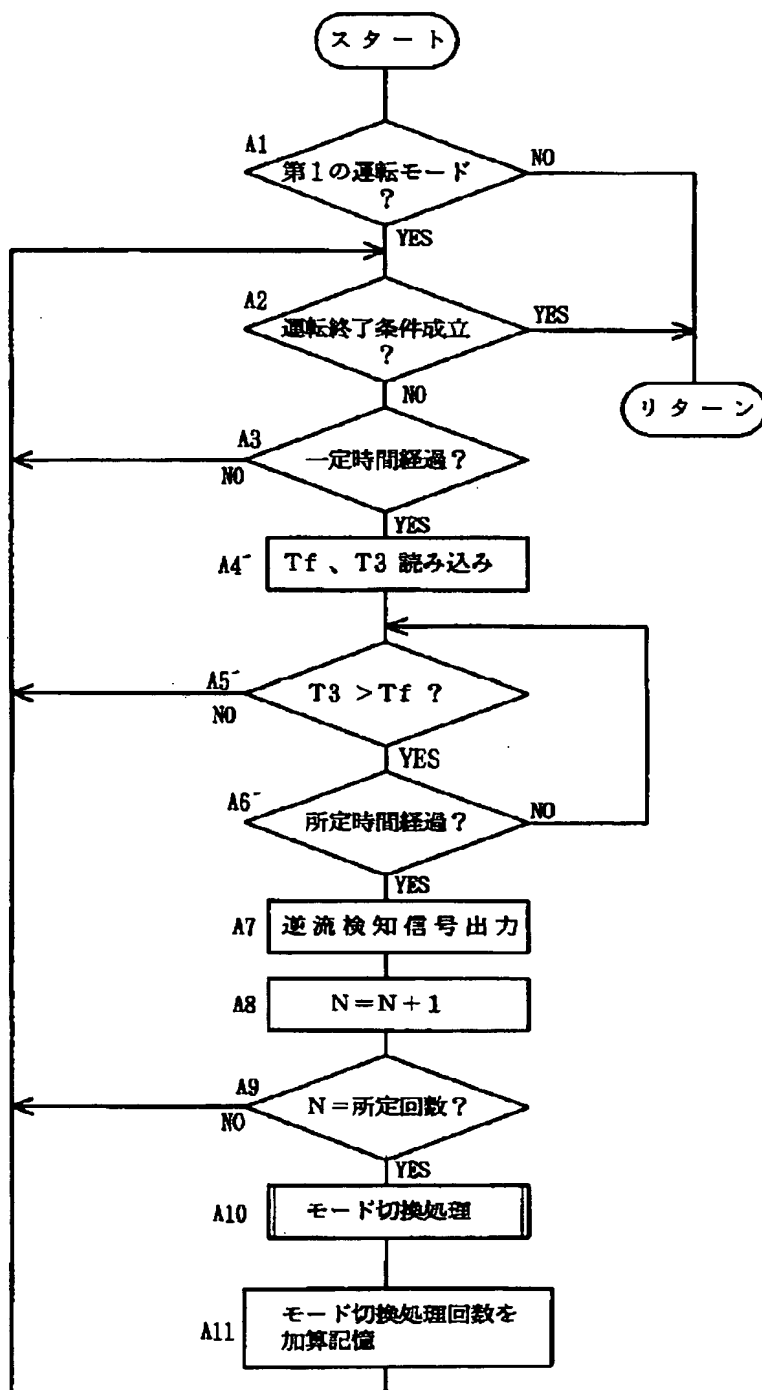 スタート
A1
第1の運転モード
?
NO
YES
A2
運転終了条件成立
?
YES
NO
リターン
A3
一定時間経過?
NO
YES
A4⁻
Tf、T3 読み込み
A5⁻
T3 >Tf ?
NO
YES
A6⁻
所定時間経過?
NO
YES
A7
逆流検知信号出力
A8
N=N+1
A9
N=所定回数?
NO
YES
A10
モード切換処理
A11
モード切換処理回数を
加算記憶